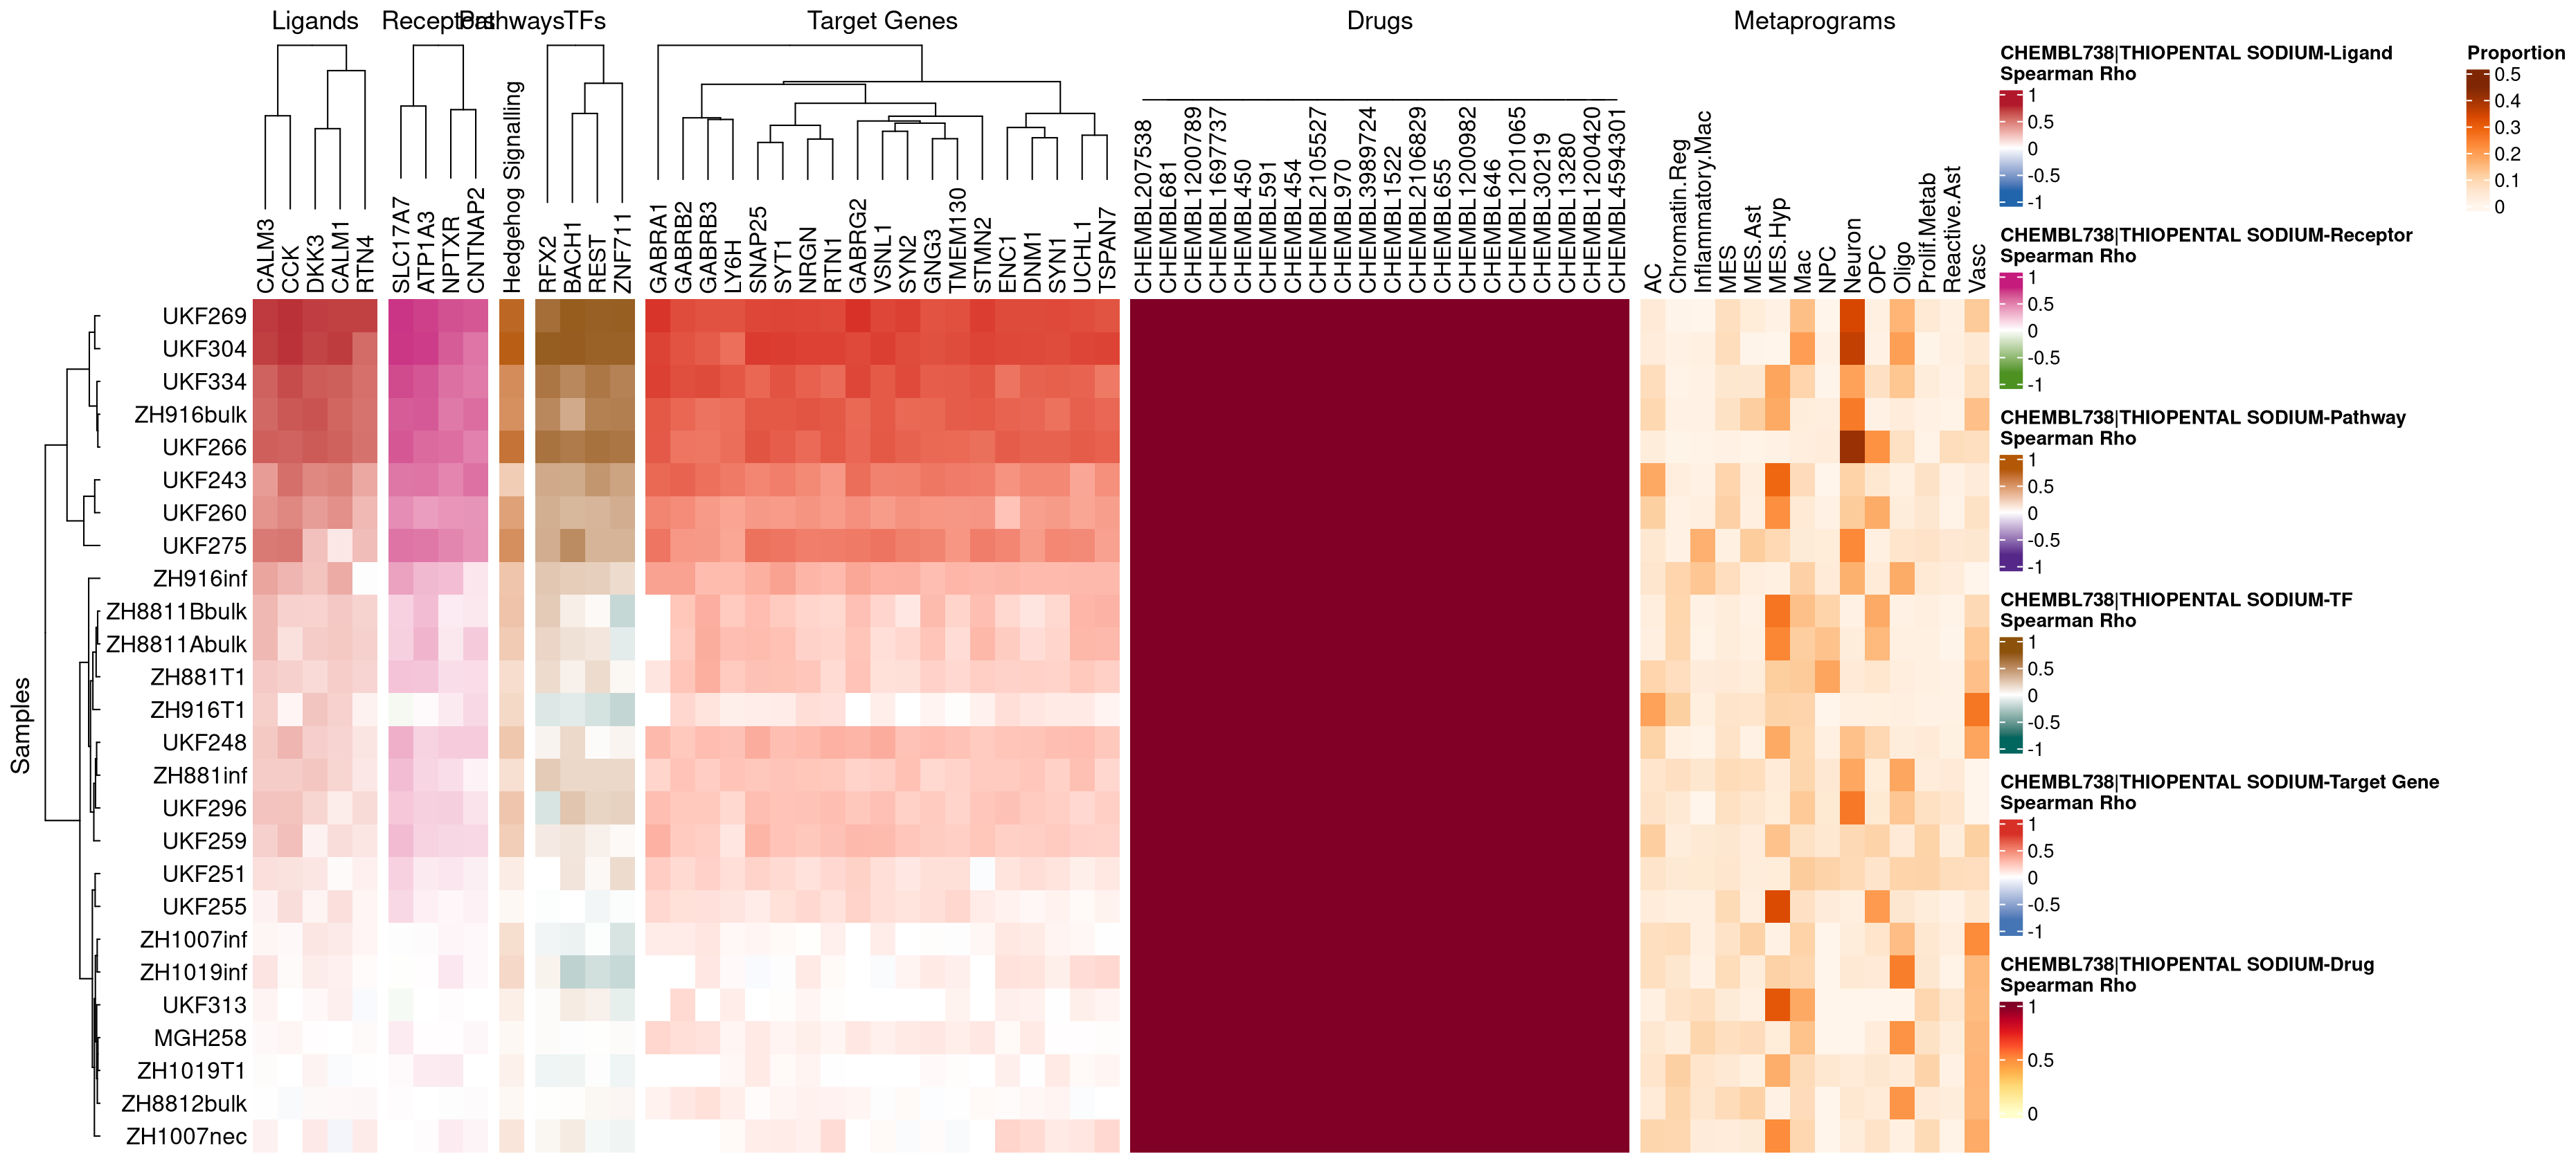 Ligands
Receptors
Pathways
TFs
Target Genes
Drugs
Metaprograms
CALM3
CCK
DKK3
CALM1
RTN4
SLC17A7
ATP1A3
NPTXR
CNTNAP2
Hedgehog Signalling
RFX2
BACH1
REST
ZNF711
GABRA1
GABRB2
GABRB3
LY6H
SNAP25
SYT1
NRGN
RTN1
GABRG2
VSNL1
SYN2
GNG3
TMEM130
STMN2
ENC1
DNM1
SYN1
UCHL1
TSPAN7
CHEMBL207538
CHEMBL681
CHEMBL1200789
CHEMBL1697737
CHEMBL450
CHEMBL591
CHEMBL454
CHEMBL2105527
CHEMBL970
CHEMBL3989724
CHEMBL1522
CHEMBL2106829
CHEMBL655
CHEMBL1200982
CHEMBL646
CHEMBL1201065
CHEMBL30219
CHEMBL13280
CHEMBL1200420
CHEMBL4594301
AC
Chromatin.Reg
Inflammatory.Mac
MES
MES.Ast
MES.Hyp
Mac
NPC
Neuron
OPC
Oligo
Prolif.Metab
Reactive.Ast
Vasc
Samples
UKF269
UKF304
UKF334
ZH916bulk
UKF266
UKF243
UKF260
UKF275
ZH916inf
ZH8811Bbulk
ZH8811Abulk
ZH881T1
ZH916T1
UKF248
ZH881inf
UKF296
UKF259
UKF251
UKF255
ZH1007inf
ZH1019inf
UKF313
MGH258
ZH1019T1
ZH8812bulk
ZH1007nec
CHEMBL738|THIOPENTAL SODIUM-Ligand
Spearman Rho
1
0.5
0
-0.5
-1
CHEMBL738|THIOPENTAL SODIUM-Receptor
Spearman Rho
1
0.5
0
-0.5
-1
CHEMBL738|THIOPENTAL SODIUM-Pathway
Spearman Rho
1
0.5
0
-0.5
-1
CHEMBL738|THIOPENTAL SODIUM-TF
Spearman Rho
1
0.5
0
-0.5
-1
CHEMBL738|THIOPENTAL SODIUM-Target Gene
Spearman Rho
1
0.5
0
-0.5
-1
CHEMBL738|THIOPENTAL SODIUM-Drug
Spearman Rho
1
0.5
0
Proportion
0.5
0.4
0.3
0.2
0.1
0